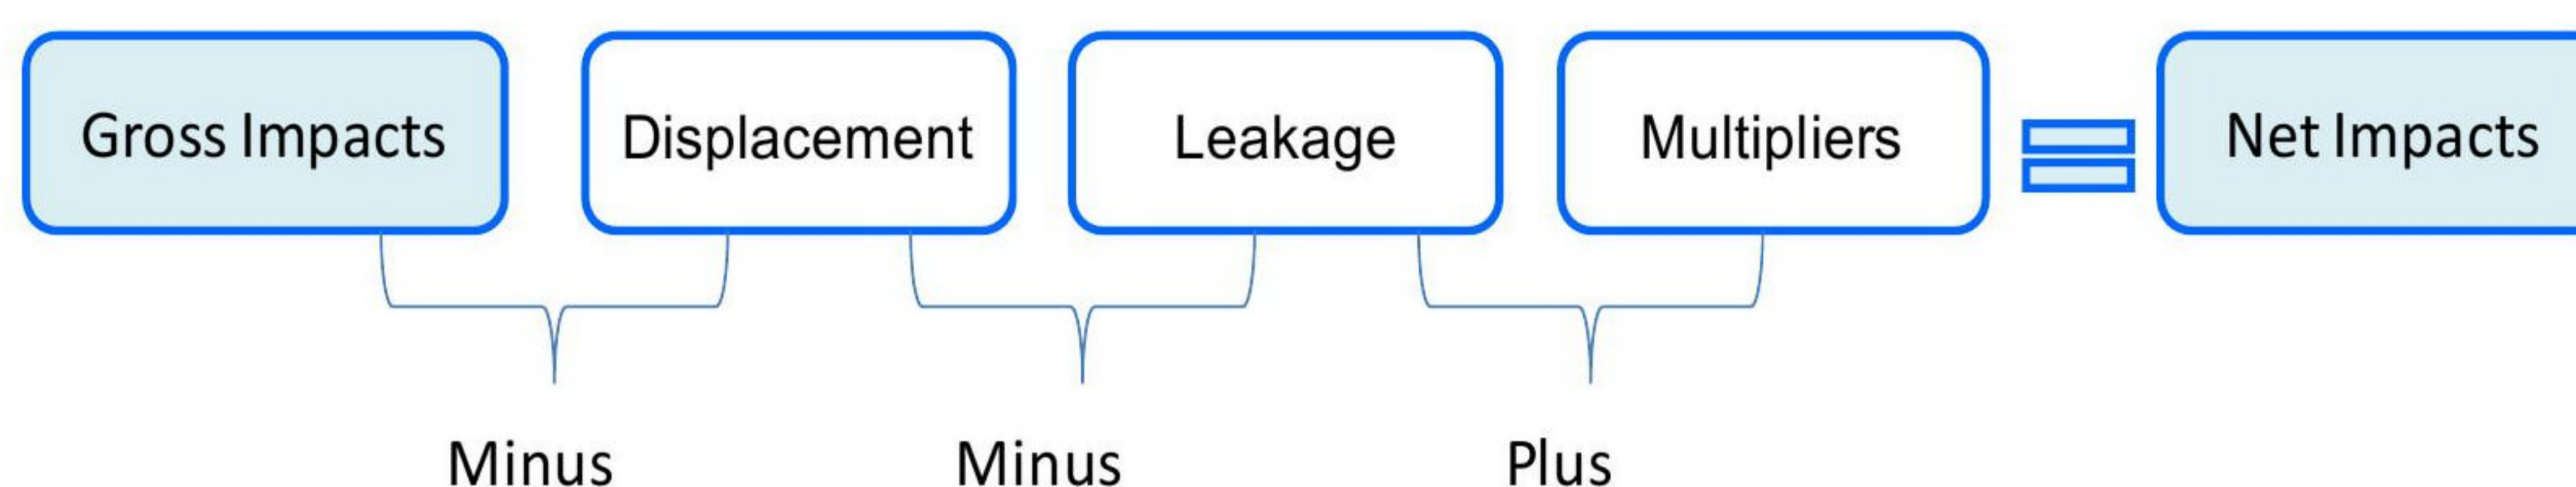 Gross Impacts
Displacement
Leakage
Multipliers
Net Impacts
Minus
Minus
Plus